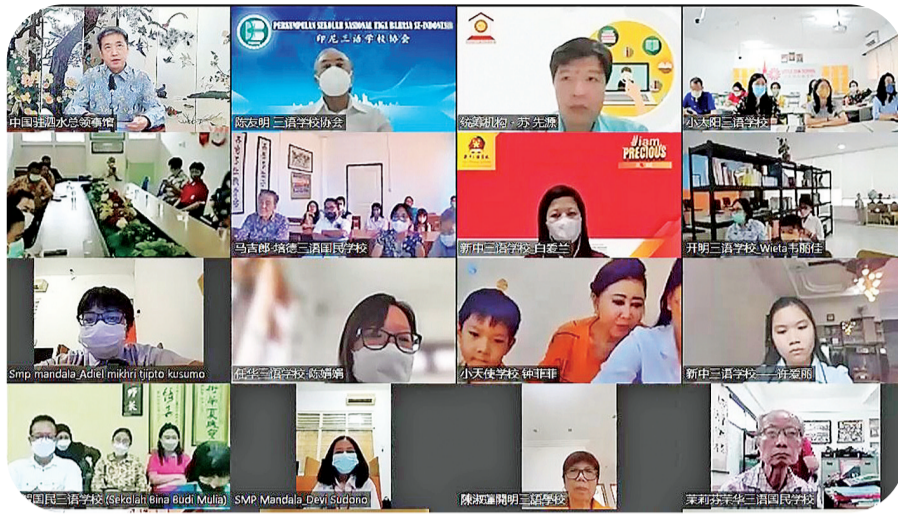 中国驻泗水总领事馆
PERKUMPULAN SEKOLAH NASIONAL TIGA BAHASA SE-INDONESIA
印尼三语学校协会
陈友明 三语学校协会
统筹机构 - 苏先源
小太阳三语学校
马吉郎-培德三语国民学校
#iam
PRECIOUS
新中三语学校-白爱兰
开明三语学校-Wieta韦丽佳
Smp mandala_Adiel mikhri tjipto kusumo
任华三语学校-陈娟娟
小天使学校 钟菲菲
新中三语学校——许爱丽
国民三语学校 (Sekolah Bina Budi Mulia)
SMP Mandala_Devi Sudono
陳淑蓮開明三語学校
茉莉芬茉华三语国民学校